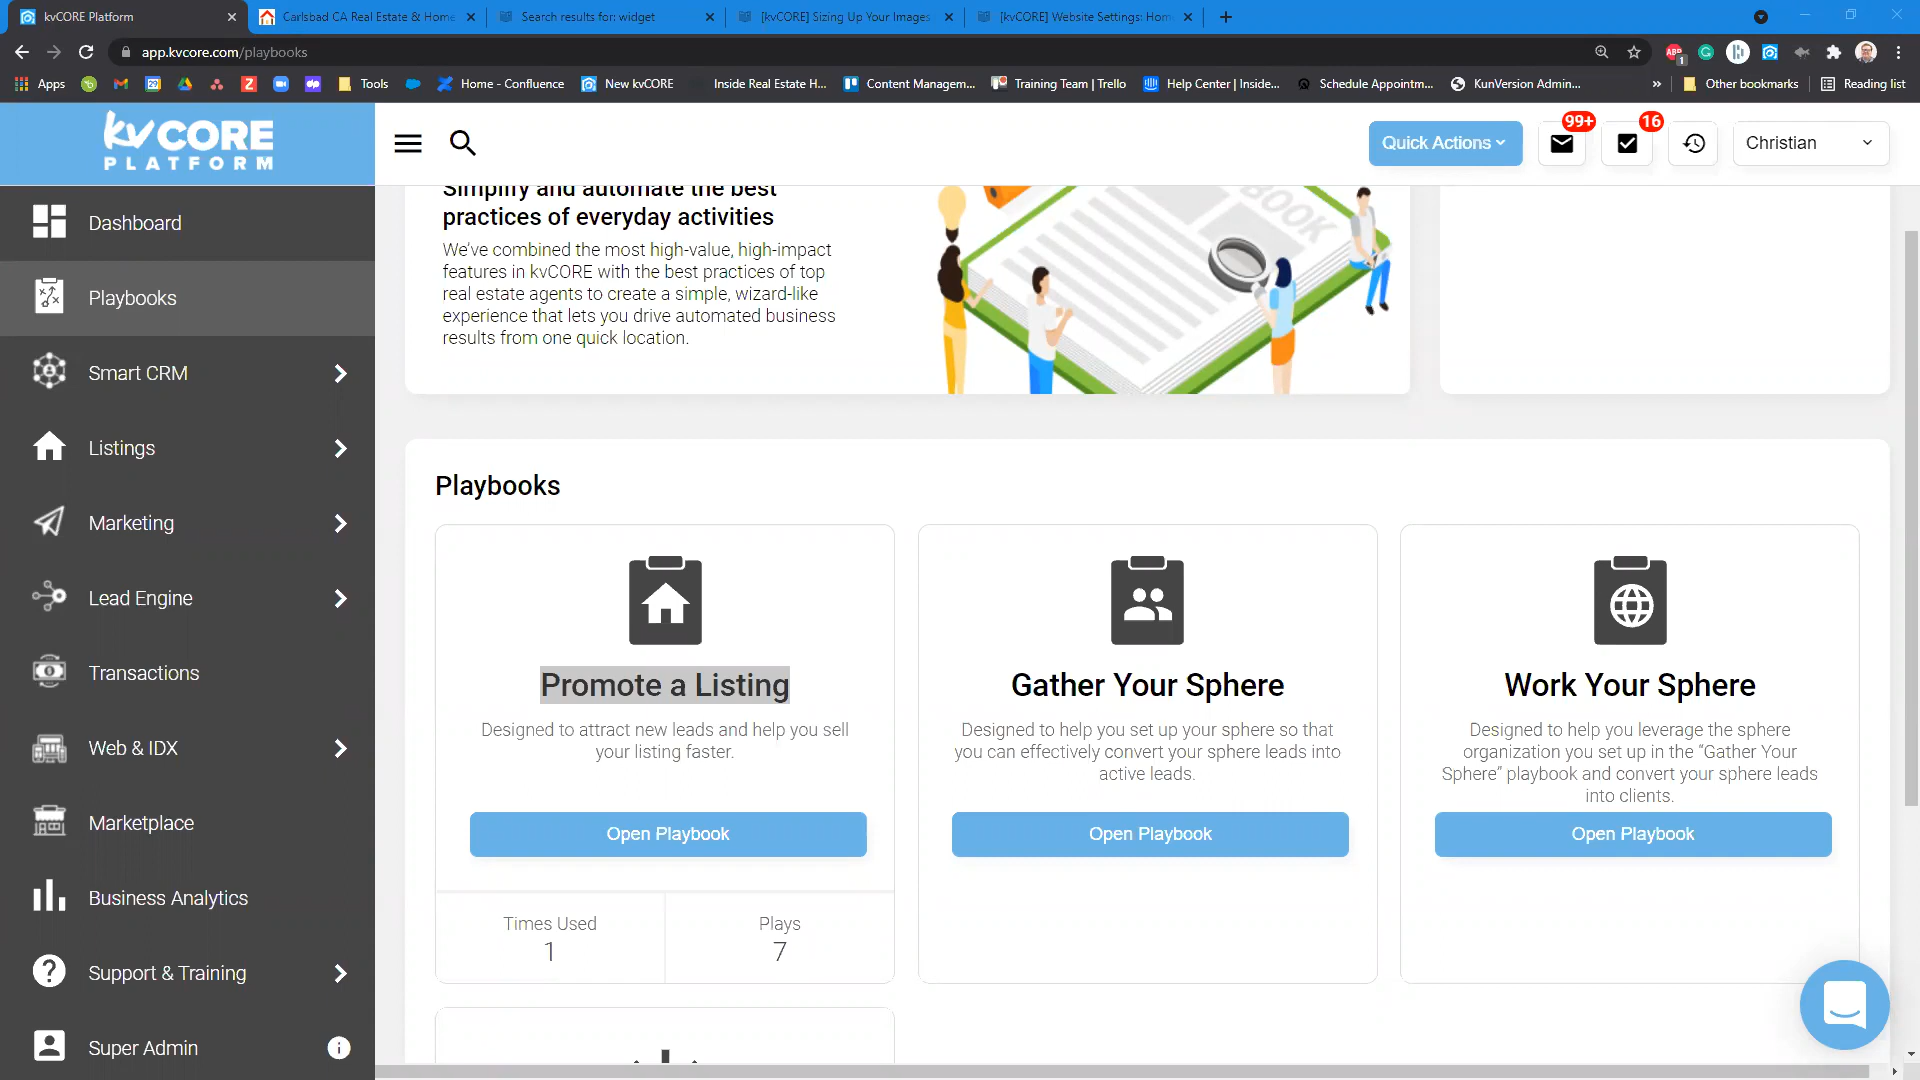 kvCORE Platform
Carlsbad CA Real Estate & Home
Search results for: widget
[kvCORE] Sizing Up Your Images
[kvCORE] Website Settings: Hom
app.kvcore.com/playbooks
ABP
1
Apps
Tools
Home - Confluence
New kvCORE
Inside Real Estate H...
Content Managem...
Training Team | Trello
Help Center | Inside...
Schedule Appointm...
KunVersion Admin...
Other bookmarks
Reading list
kvCORE
PLATFORM
Quick Actions
99+
16
Christian
Dashboard
Playbooks
Smart CRM
Listings
Marketing
Lead Engine
Transactions
Web & IDX
Marketplace
Business Analytics
Support & Training
Super Admin
Simplify and automate the best
practices of everyday activities
We've combined the most high-value, high-impact
features in kvCORE with the best practices of top
real estate agents to create a simple, wizard-like
experience that lets you drive automated business
results from one quick location.
BOOK
Playbooks
Promote a Listing
Designed to attract new leads and help you sell
your listing faster.
Open Playbook
Times Used
1
Plays
7
Gather Your Sphere
Designed to help you set up your sphere so that
you can effectively convert your sphere leads into
active leads.
Open Playbook
Work Your Sphere
Designed to help you leverage the sphere
organization you set up in the “Gather Your
Sphere” playbook and convert your sphere leads
into clients.
Open Playbook